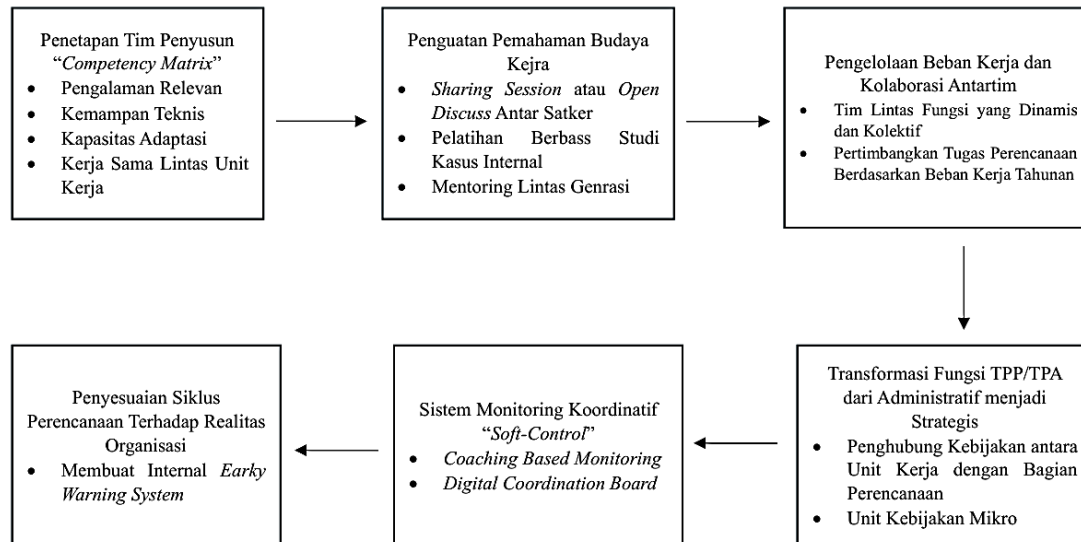 Penetapan Tim Penyusun
“Competency Matrix”
• Pengalaman Relevan
• Kemampan Teknis
• Kapasitas Adaptasi
• Kerja Sama Lintas Unit
Kerja
Penguatan Pemahaman Budaya
Kejra
• Sharing Session atau Open
Discuss Antar Satker
• Pelatihan Berbass Studi
Kasus Internal
• Mentoring Lintas Genrasi
Pengelolaan Beban Kerja dan
Kolaborasi Antartim
• Tim Lintas Fungsi yang Dinamis
dan Kolektif
• Pertimbangkan Tugas Perencanaan
Berdasarkan Beban Kerja Tahunan
Transformasi Fungsi TPP/TPA
dari Administratif menjadi
Strategis
• Penghubung Kebijakan antara
Unit Kerja dengan Bagian
Perencanaan
• Unit Kebijakan Mikro
Sistem Monitoring Koordinatif
“Soft-Control”
• Coaching Based Monitoring
• Digital Coordination Board
Penyesuaian Siklus
Perencanaan Terhadap Realitas
Organisasi
• Membuat Internal Earky
Warning System